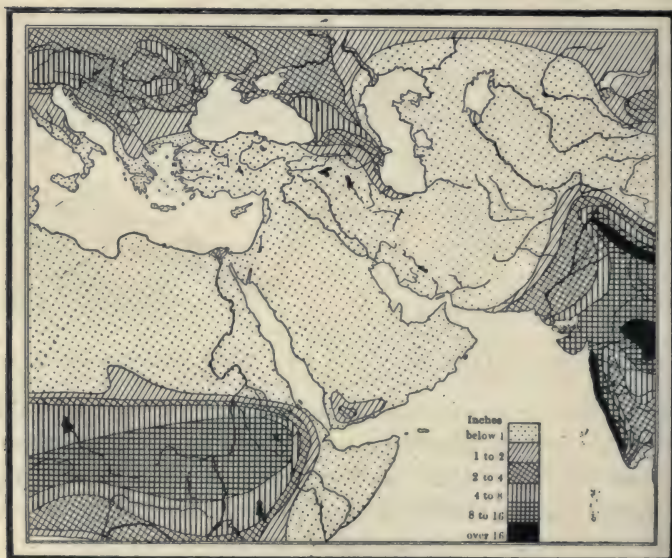 Inches
below 1
1 to 2
2 to 4
4 to 8
8 to 16
over 16